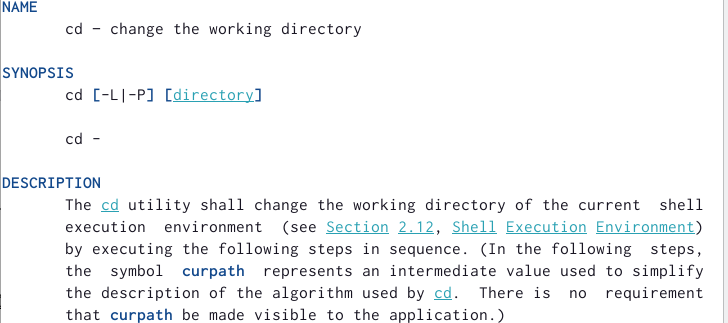 NAME
cd — change the working directory
SYNOPSIS
cd [-L|-P] [directory]
cd -
DESCRIPTION
The cd utility shall change the working directory of the current shell
execution environment (see Section 2.12, Shell Execution Environment)
by executing the following steps in sequence. (In the following steps,
the symbol curpath represents an intermediate value used to simplify
the description of the algorithm used by cd. There is no requirement
that curpath be made visible to the application.)